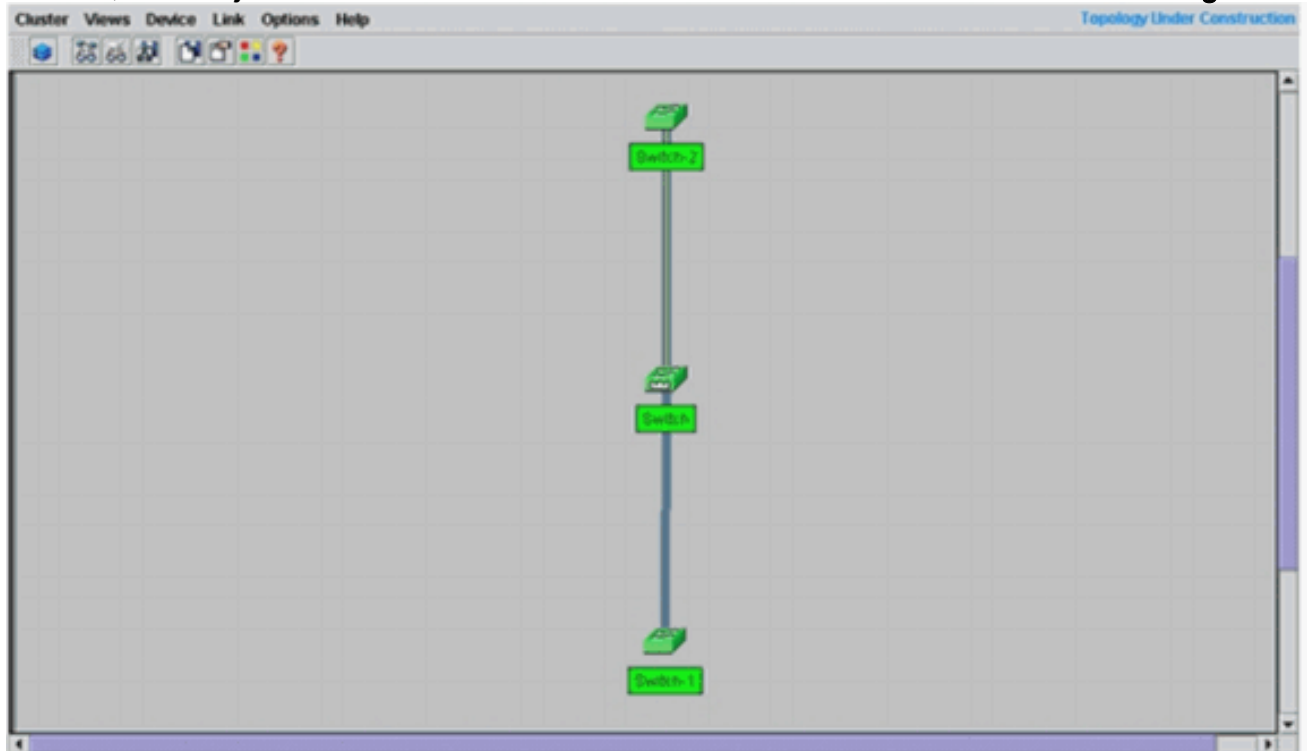 Cluster Views Device Link Options Help
Topology Under Construction
Switch-2
Switch
Switch-1